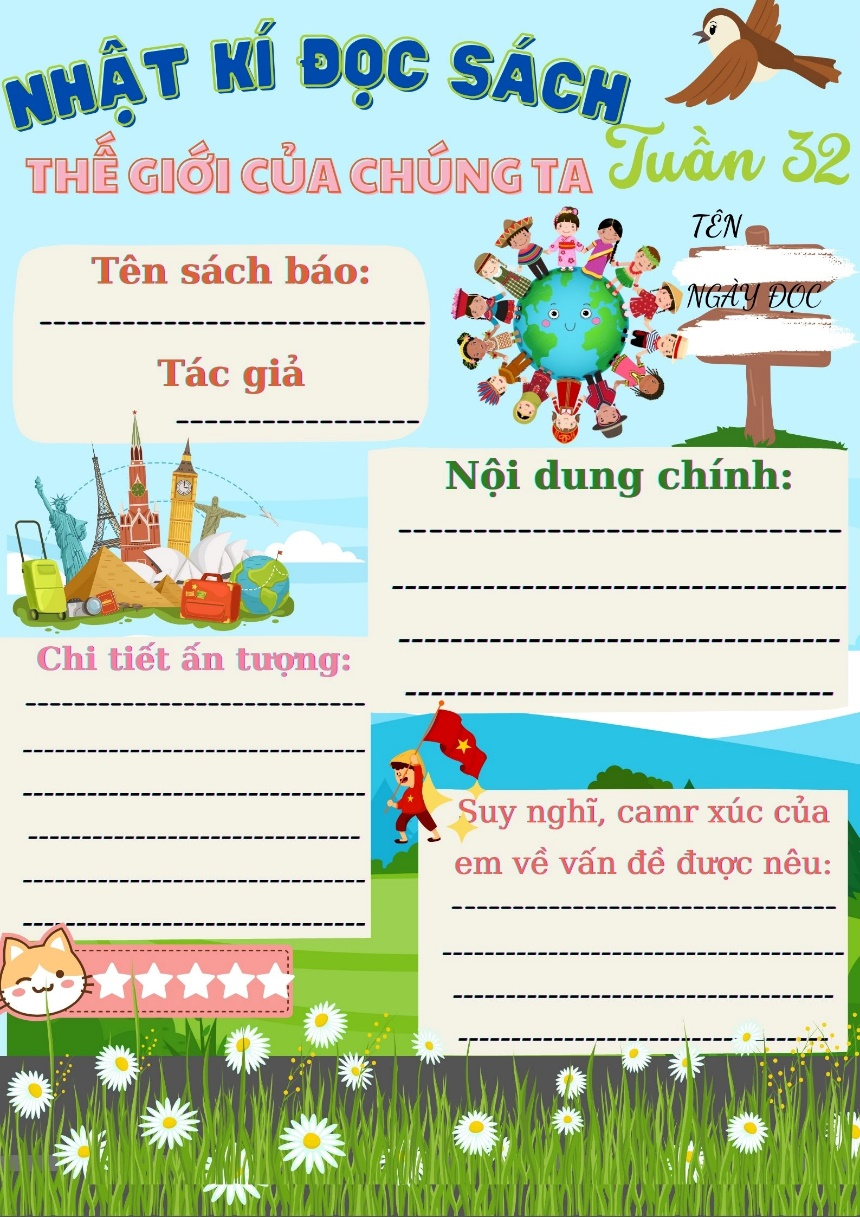 NHẬT KÍ ĐỌC SÁCH
THẾ GIỚI CỦA CHÚNG TA
Tuần 32
TÊN
NGÀY ĐỌC
Tên sách báo:
Tác giả
Nội dung chính:
Chi tiết ấn tượng:
Suy nghĩ, camr xúc của
em về vấn đề được nêu: